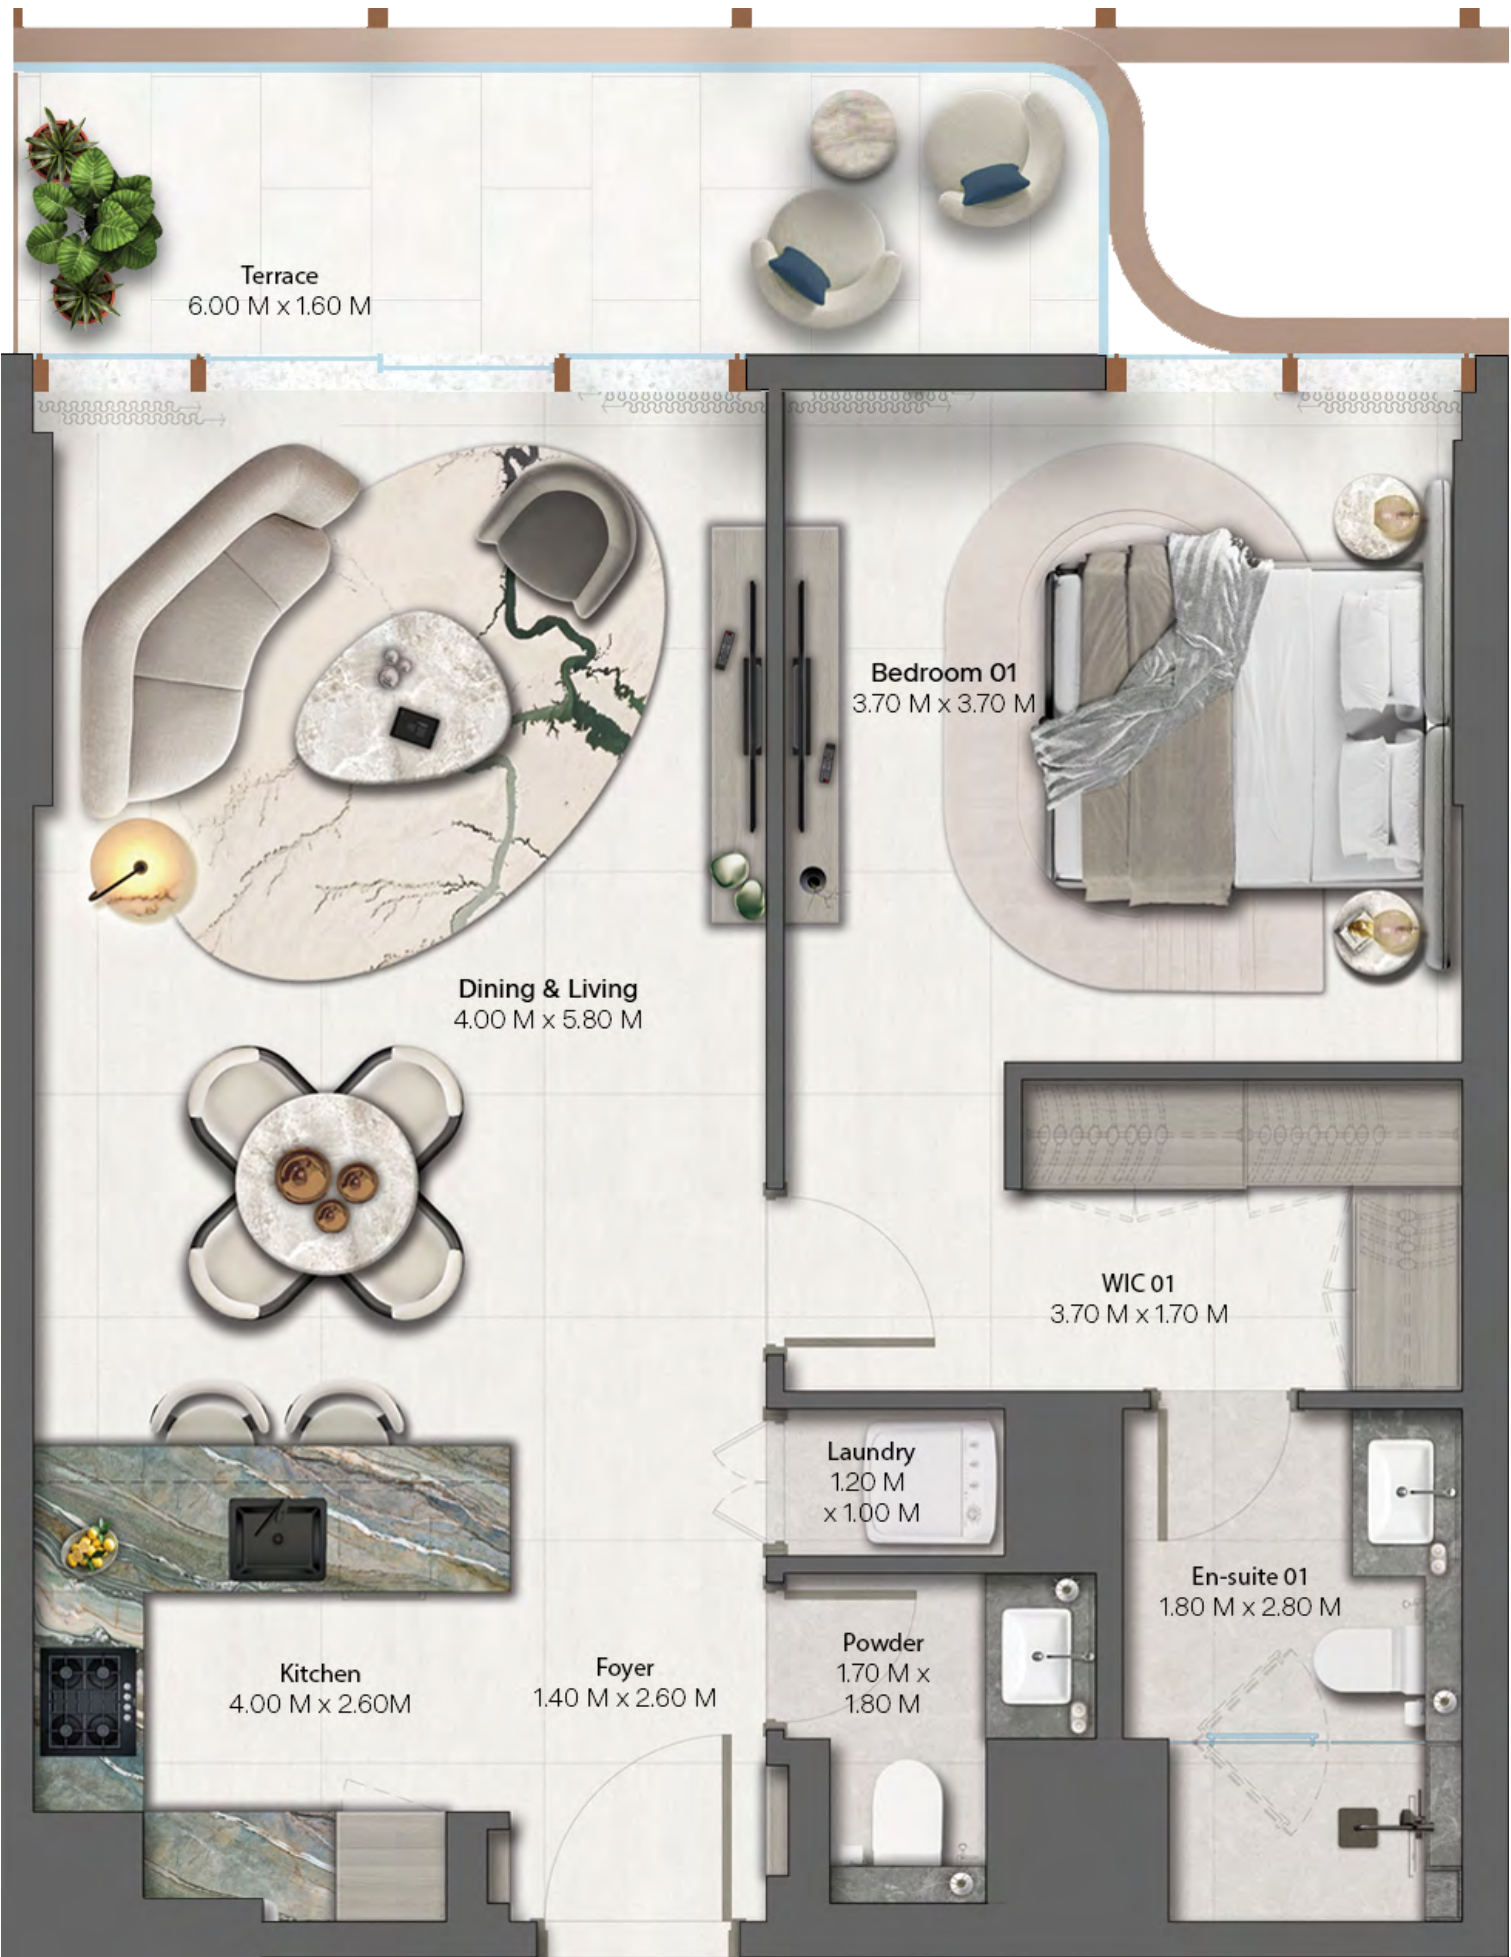 Terrace
6.00 M x 1.60 M
Bedroom 01
3.70 M x 3.70 M
Dining & Living
4.00 M x 5.80 M
WIC 01
3.70 M x 1.70 M
Laundry
1.20 M
x 1.00 M
En-suite 01
1.80 M x 2.80 M
Powder
1.70 M x
1.80 M
Foyer
1.40 M x 2.60 M
Kitchen
4.00 M x 2.60M